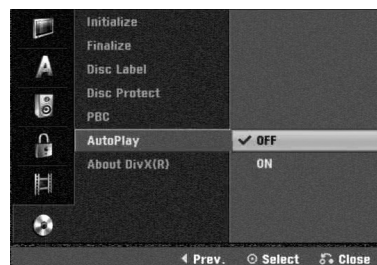 Initialize
Finalize
Disc Label
Disc Protect
PBC
AutoPlay ✓ OFF
About DivX(R) ON
A
Prev. Select Close